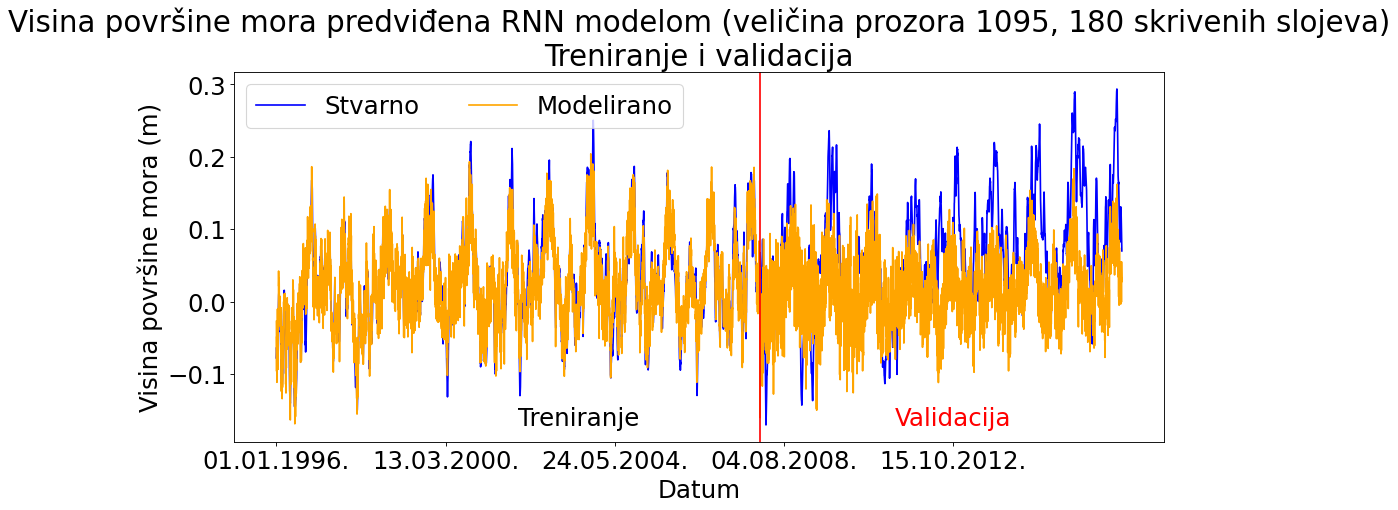 Visina površine mora predviđena RNN modelom (veličina prozora 1095, 180 skrivenih slojeva)
Treniranje i validacija
Stvarno
Modelirano
Visina površine mora (m)
0.3
0.2
0.1
0.0
−0.1
Treniranje
Validacija
01.01.1996.
13.03.2000.
24.05.2004.
04.08.2008.
15.10.2012.
Datum